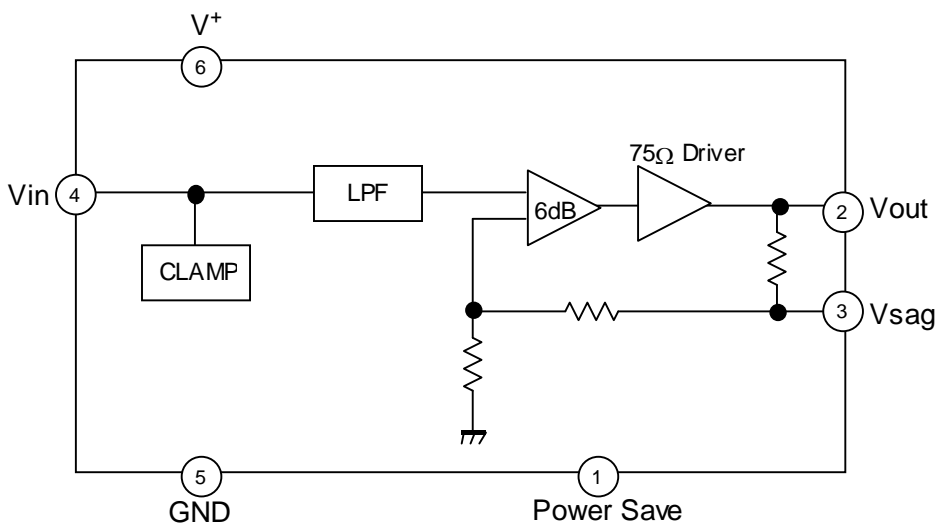 V+
6
75Ω Driver
Vin
4
LPF
6dB
2
Vout
CLAMP
3
Vsag
5
GND
1
Power Save